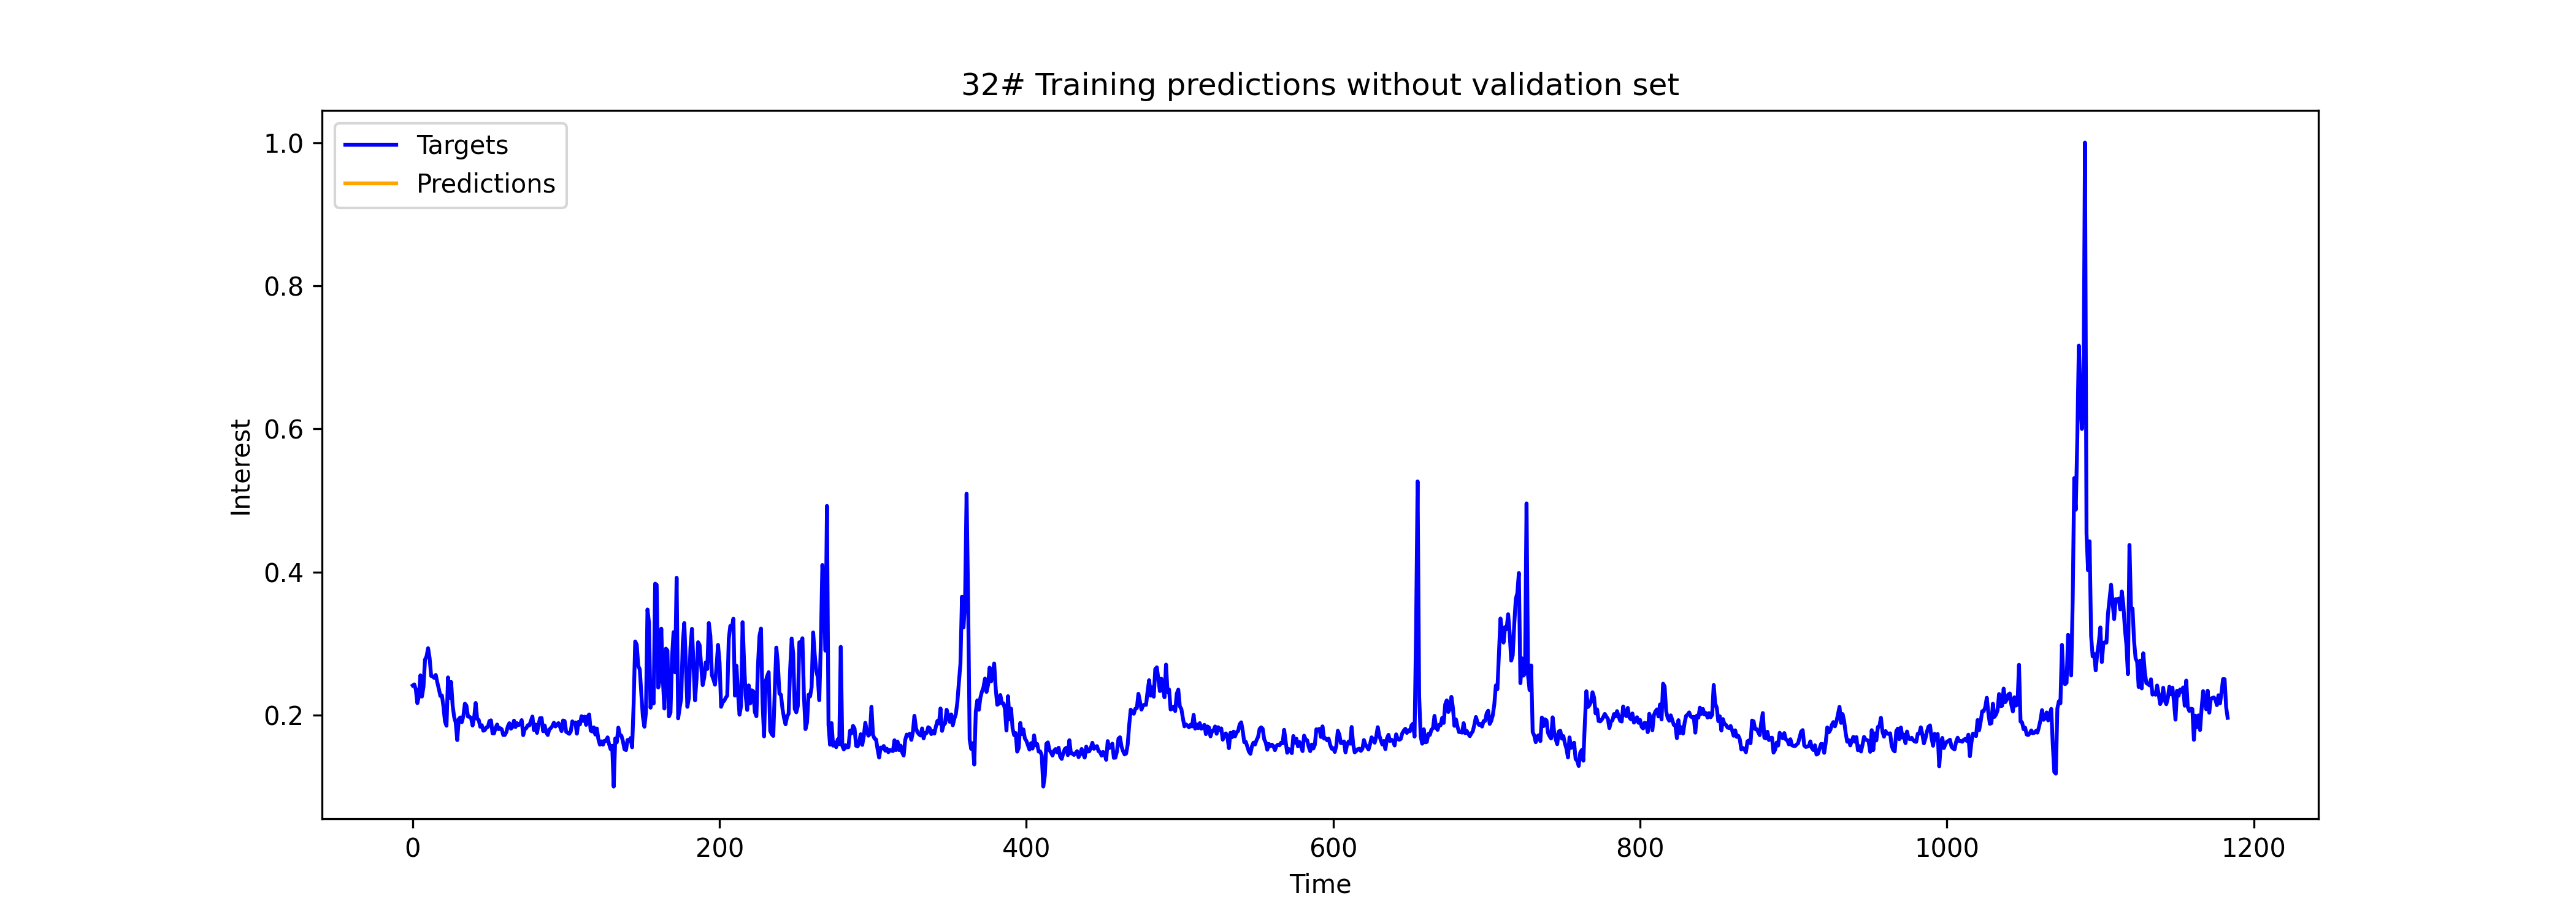 32# Training predictions without validation set
Targets
Predictions
Interest
1.0
0.8
0.6
0.4
0.2
0 200 400 600 800 1000 1200
Time